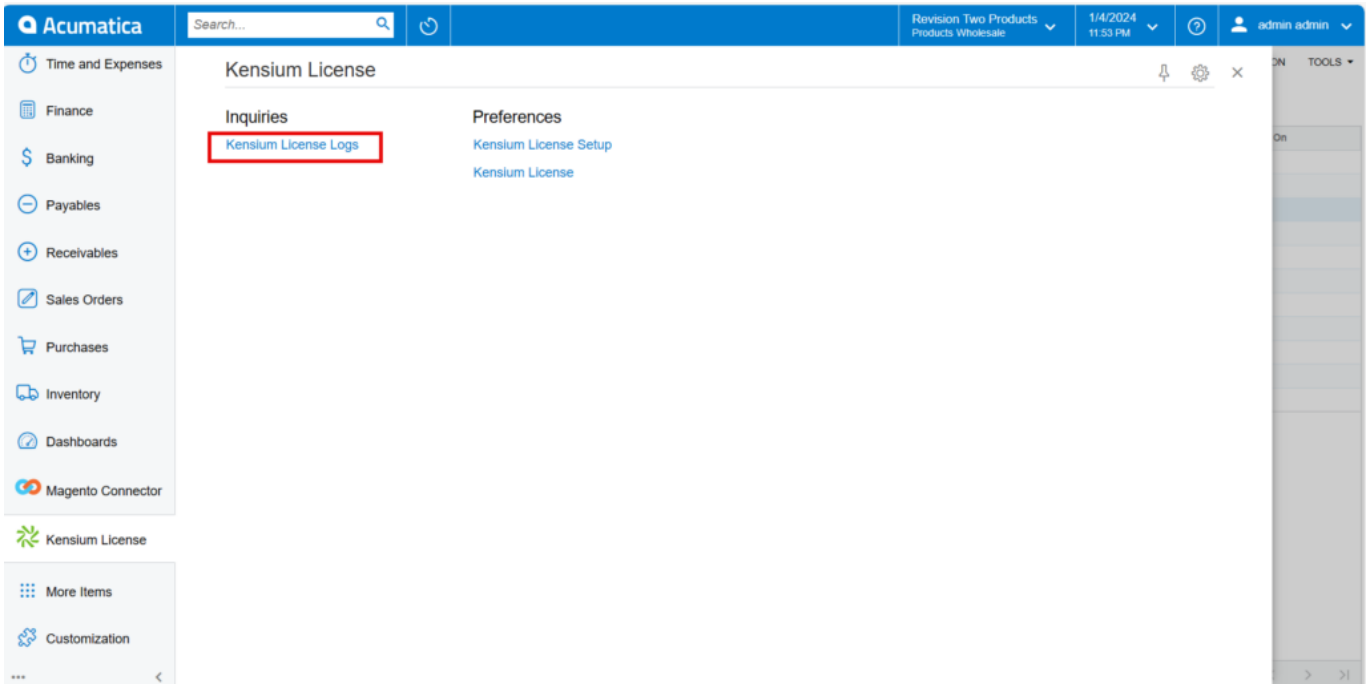 Acumatica
Search...
Revision Two Products
Products Wholesale
1/4/2024
11:53 PM
admin admin
Time and Expenses
Finance
Banking
Payables
Receivables
Sales Orders
Purchases
Inventory
Dashboards
Magento Connector
Kensium License
More Items
Customization
Kensium License
Inquiries
Kensium License Logs
Preferences
Kensium License Setup
Kensium License
ON
TOOLS
On